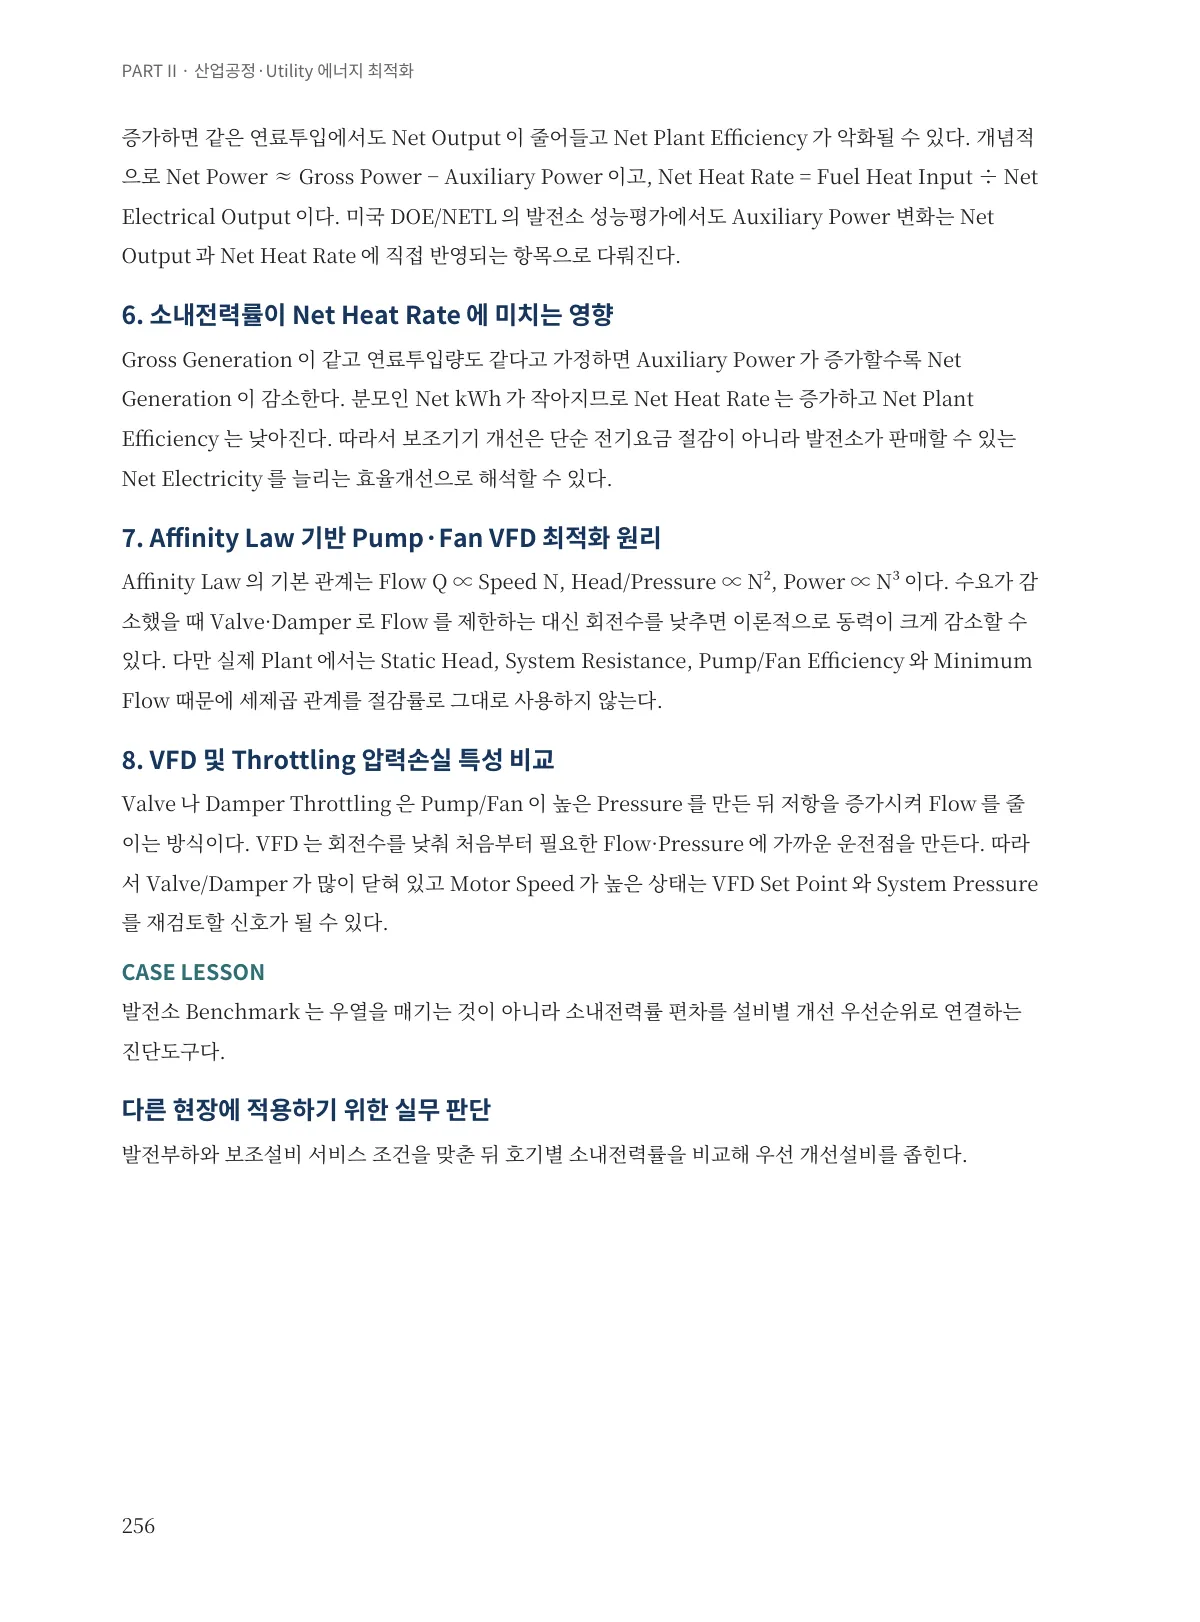 PART II · 산업공정·Utility 에너지 최적화
증가하면 같은 연료투입에서도 Net Output 이 줄어들고 Net Plant Efficiency 가 악화될 수 있다. 개념적
으로 Net Power ≈ Gross Power − Auxiliary Power 이고, Net Heat Rate = Fuel Heat Input ÷ Net
Electrical Output 이다. 미국 DOE/NETL 의 발전소 성능평가에서도 Auxiliary Power 변화는 Net
Output 과 Net Heat Rate 에 직접 반영되는 항목으로 다뤄진다.
6. 소내전력률이 Net Heat Rate 에 미치는 영향
Gross Generation 이 같고 연료투입량도 같다고 가정하면 Auxiliary Power 가 증가할수록 Net
Generation 이 감소한다. 분모인 Net kWh 가 작아지므로 Net Heat Rate 는 증가하고 Net Plant
Efficiency 는 낮아진다. 따라서 보조기기 개선은 단순 전기요금 절감이 아니라 발전소가 판매할 수 있는
Net Electricity 를 늘리는 효율개선으로 해석할 수 있다.
7. Affinity Law 기반 Pump·Fan VFD 최적화 원리
Affinity Law 의 기본 관계는 Flow Q ∝ Speed N, Head/Pressure ∝ N², Power ∝ N³ 이다. 수요가 감
소했을 때 Valve·Damper 로 Flow 를 제한하는 대신 회전수를 낮추면 이론적으로 동력이 크게 감소할 수
있다. 다만 실제 Plant 에서는 Static Head, System Resistance, Pump/Fan Efficiency 와 Minimum
Flow 때문에 세제곱 관계를 절감률로 그대로 사용하지 않는다.
8. VFD 및 Throttling 압력손실 특성 비교
Valve 나 Damper Throttling 은 Pump/Fan 이 높은 Pressure 를 만든 뒤 저항을 증가시켜 Flow 를 줄
이는 방식이다. VFD 는 회전수를 낮춰 처음부터 필요한 Flow·Pressure 에 가까운 운전점을 만든다. 따라
서 Valve/Damper 가 많이 닫혀 있고 Motor Speed 가 높은 상태는 VFD Set Point 와 System Pressure
를 재검토할 신호가 될 수 있다.
CASE LESSON
발전소 Benchmark 는 우열을 매기는 것이 아니라 소내전력률 편차를 설비별 개선 우선순위로 연결하는
진단도구다.
다른 현장에 적용하기 위한 실무 판단
발전부하와 보조설비 서비스 조건을 맞춘 뒤 호기별 소내전력률을 비교해 우선 개선설비를 좁힌다.
256